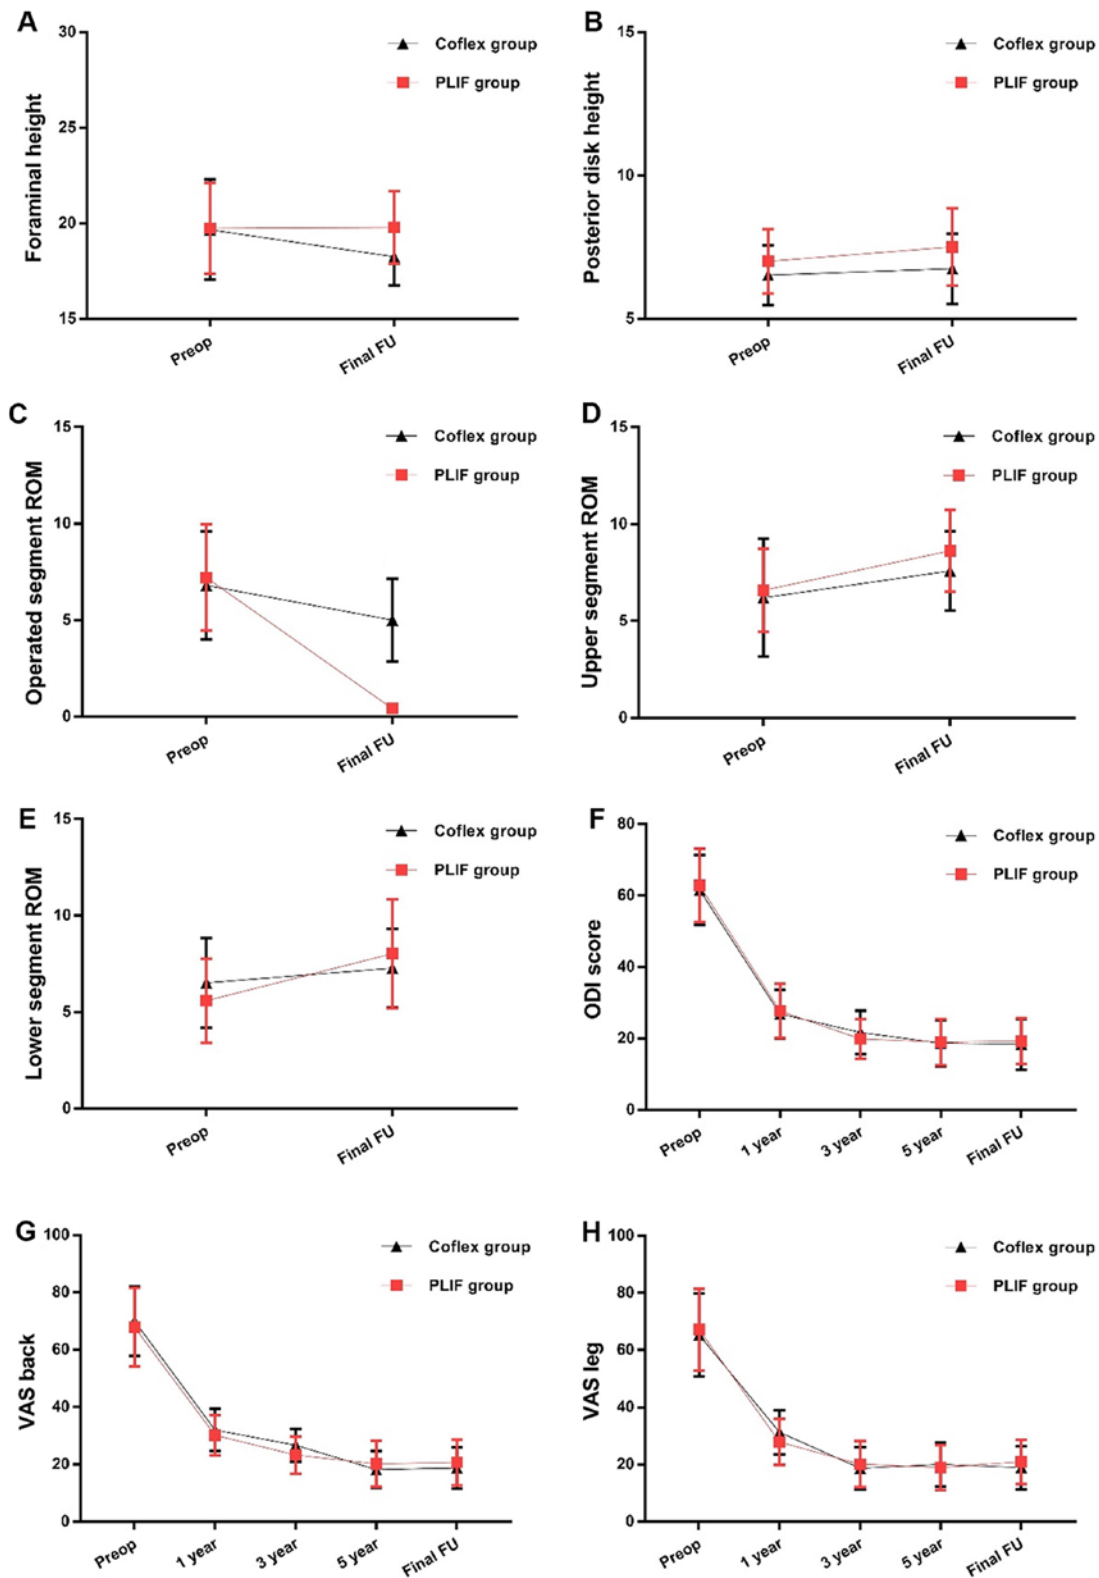 A
Foraminal height
30
25
20
15
Coflex group
PLIF group
Preop
Final FU
B
Posterior disk height
15
10
5
Coflex group
PLIF group
Preop
Final FU
C
Operated segment ROM
15
10
5
0
Coflex group
PLIF group
Preop
Final FU
D
Upper segment ROM
15
10
5
0
Coflex group
PLIF group
Preop
Final FU
E
Lower segment ROM
15
10
5
0
Coflex group
PLIF group
Preop
Final FU
F
ODI score
80
60
40
20
0
Coflex group
PLIF group
Preop
1 year
3 year
5 year
Final FU
G
VAS back
100
80
60
40
20
0
Coflex group
PLIF group
Preop
1 year
3 year
5 year
Final FU
H
VAS leg
100
80
60
40
20
0
Coflex group
PLIF group
Preop
1 year
3 year
5 year
Final FU